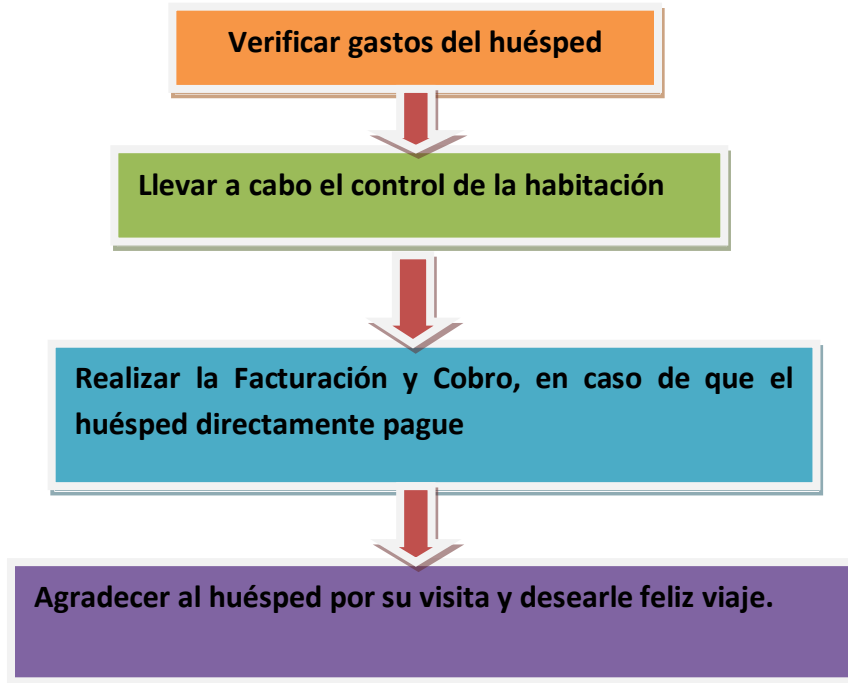 Verificar gastos del huésped
Llevar a cabo el control de la habitación
Realizar la Facturación y Cobro, en caso de que el
huésped directamente pague
Agradecer al huésped por su visita y desearle feliz viaje.